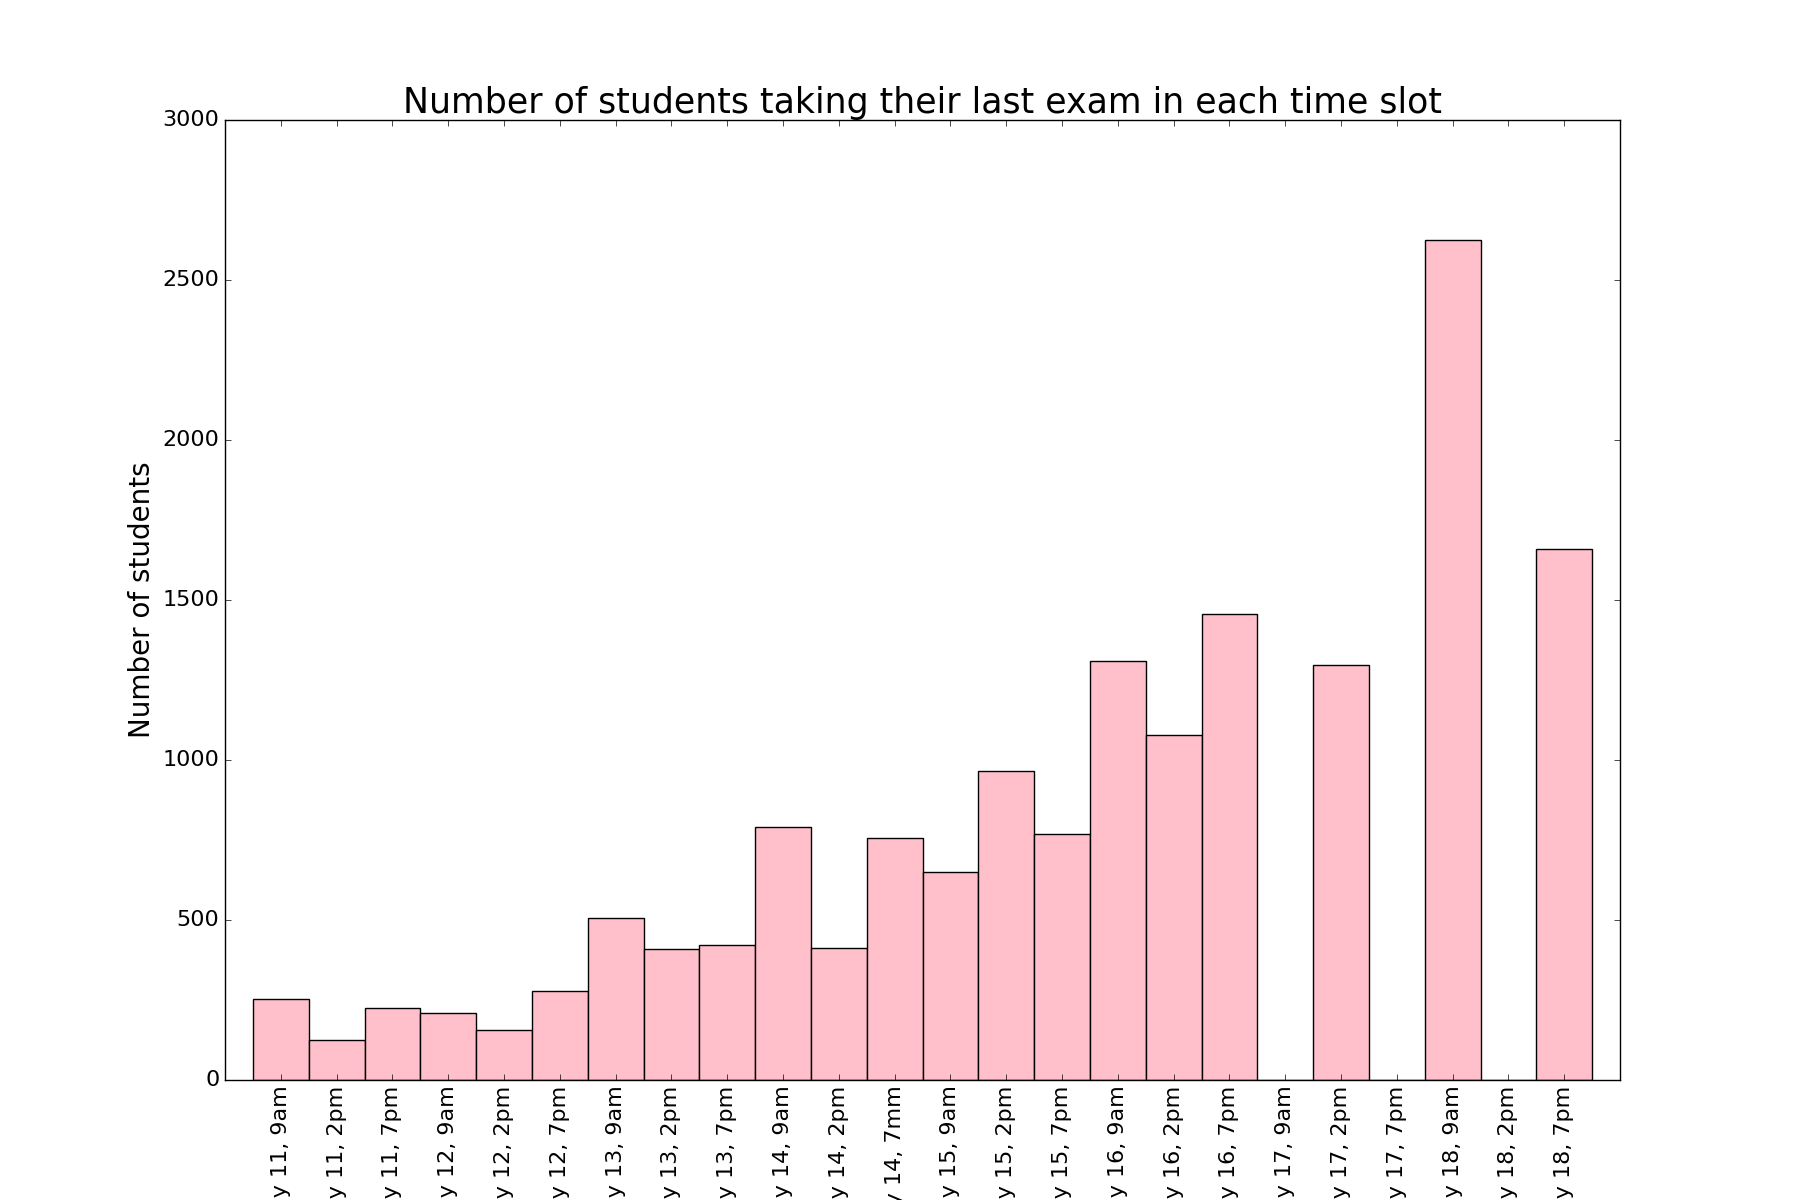 Number of students taking their last exam in each time slot
Number of students
3000
2500
2000
1500
1000
500
0
y 11, 9am
y 11, 2pm
y 11, 7pm
y 12, 9am
y 12, 2pm
y 12, 7pm
y 13, 9am
y 13, 2pm
y 13, 7pm
y 14, 9am
y 14, 2pm
y 14, 7mm
y 15, 9am
y 15, 2pm
y 15, 7pm
y 16, 9am
y 16, 2pm
y 16, 7pm
y 17, 9am
y 17, 2pm
y 17, 7pm
y 18, 9am
y 18, 2pm
y 18, 7pm